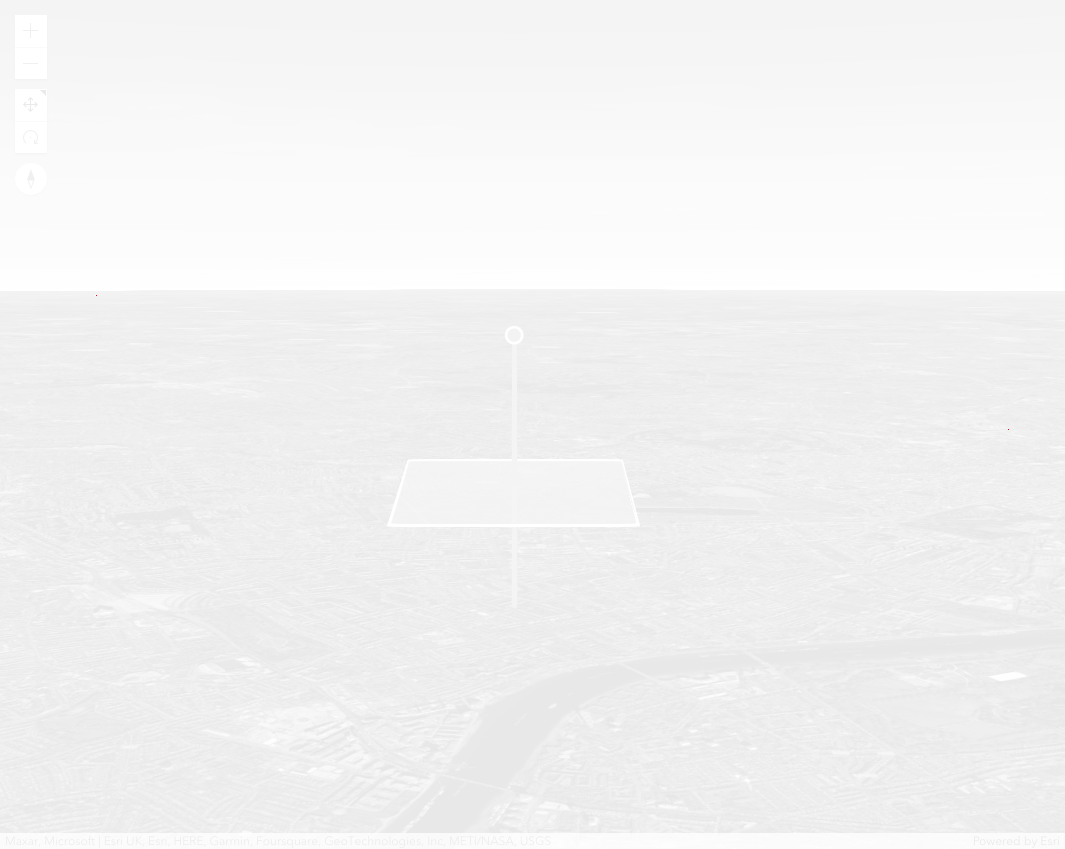 Maxar, Microsoft | Esri UK, Esri, HERE, Garmin, Foursquare, GeoTechnologies, Inc, METI/NASA, USGS
Powered by Esri